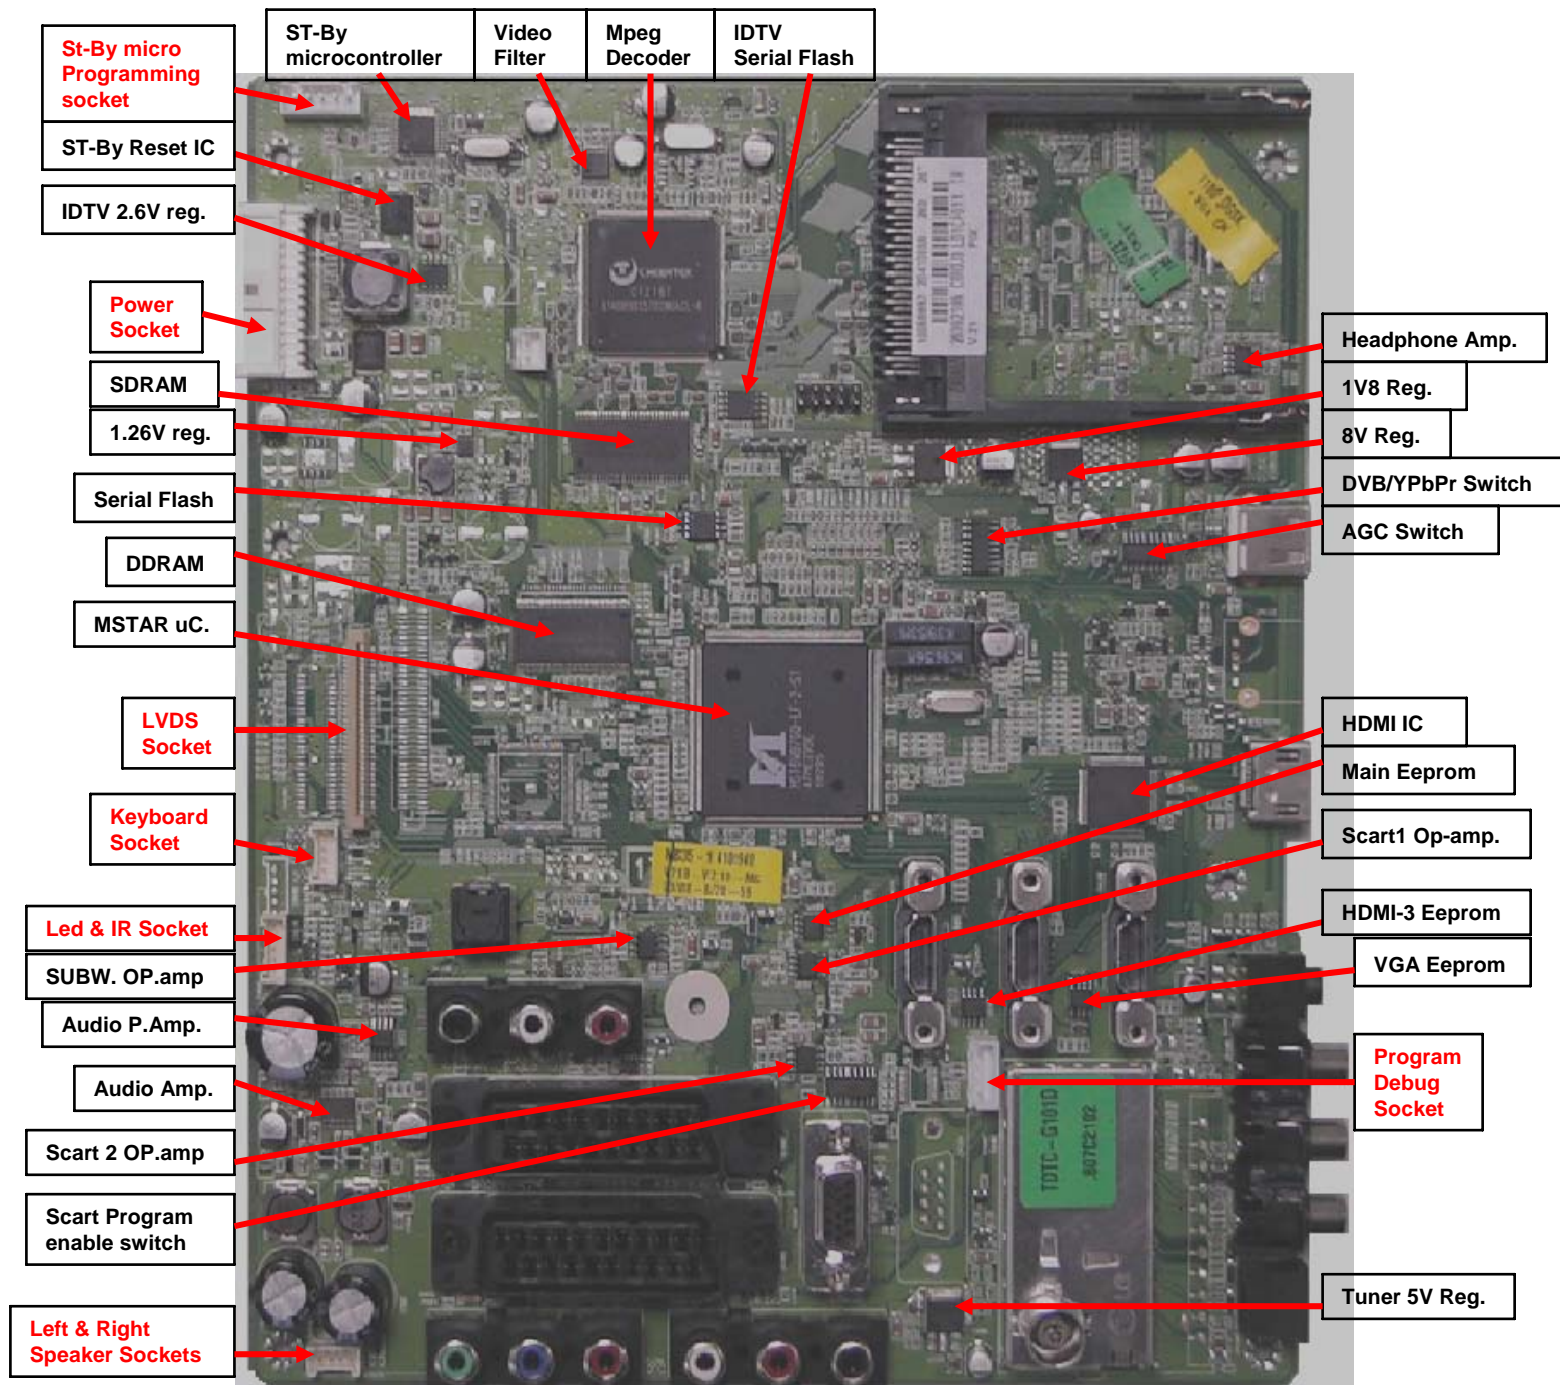 St-By micro
Programming
socket
ST-By
microcontroller
Video
Filter
Mpeg
Decoder
IDTV
Serial Flash
ST-By Reset IC
IDTV 2.6V reg.
Power
Socket
SDRAM
1.26V reg.
Serial Flash
DDRAM
MSTAR uC.
LVDS
Socket
Keyboard
Socket
Led & IR Socket
SUBW. OP.amp
Audio P.Amp.
Audio Amp.
Scart 2 OP.amp
Scart Program
enable switch
Left & Right
Speaker Sockets
Headphone Amp.
1V8 Reg.
8V Reg.
DVB/YPbPr Switch
AGC Switch
HDMI IC
Main Eeprom
Scart1 Op-amp.
HDMI-3 Eeprom
VGA Eeprom
Program
Debug
Socket
Tuner 5V Reg.
TDTC-G101D